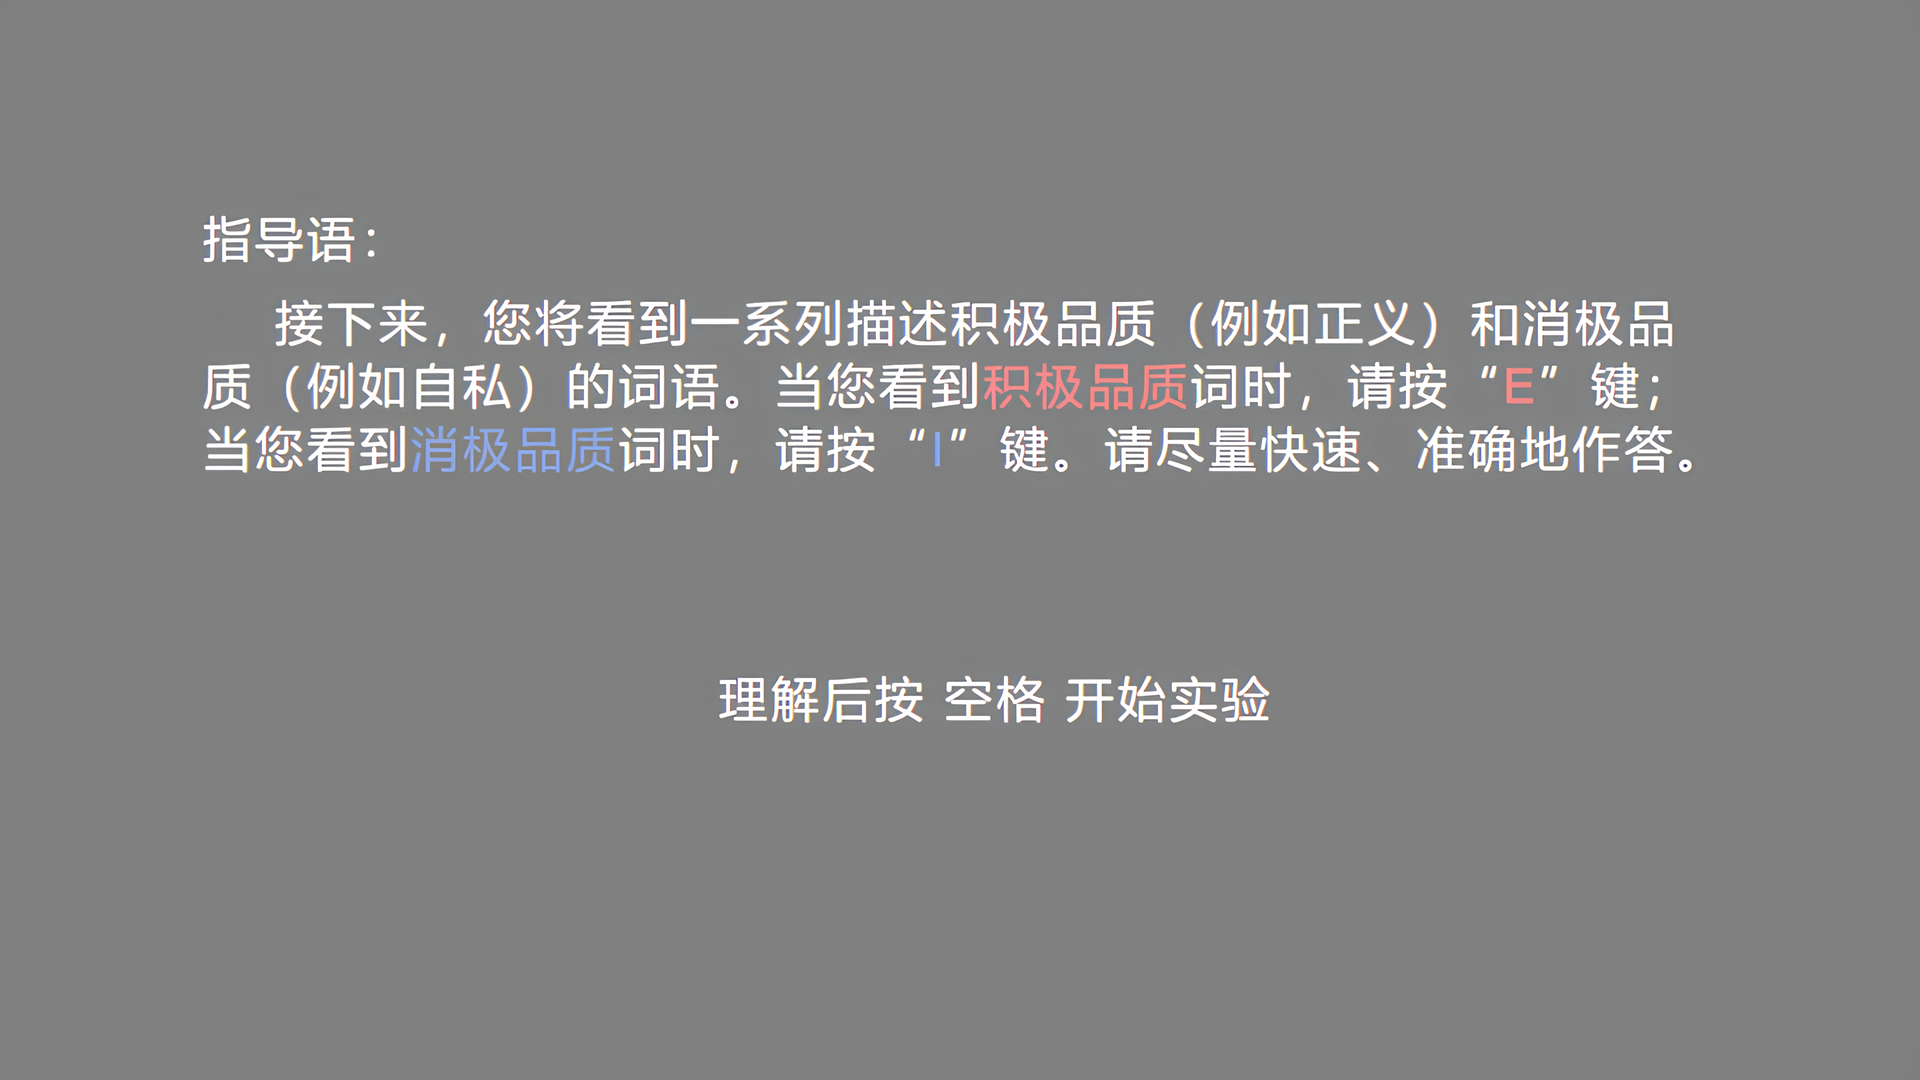 指导语：
接下来，您将看到一系列描述积极品质（例如正义）和消极品
质（例如自私）的词语。当您看到积极品质词时，请按“E”键；
当您看到消极品质词时，请按“I”键。请尽量快速、准确地作答。
理解后按 空格 开始实验